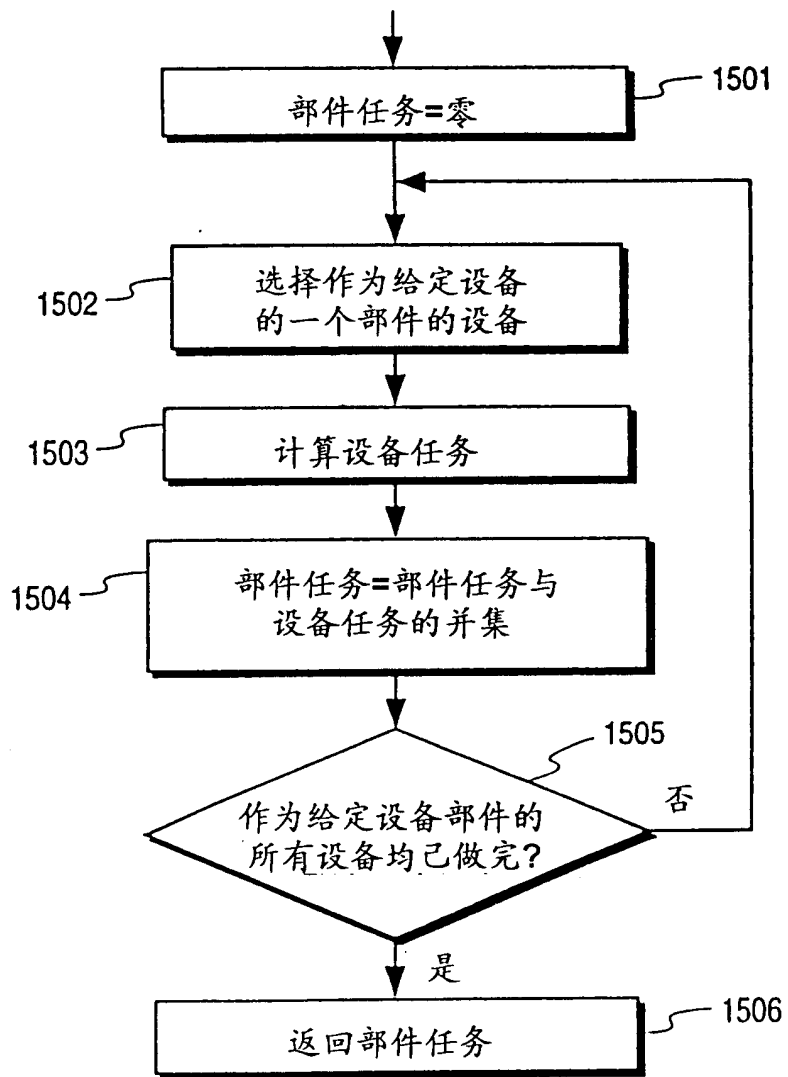 部件任务=零
1501
选择作为给定设备
的一个部件的设备
1502
计算设备任务
1503
部件任务=部件任务与
设备任务的并集
1504
1505
作为给定设备部件的
所有设备均已做完?
否
是
返回部件任务
1506